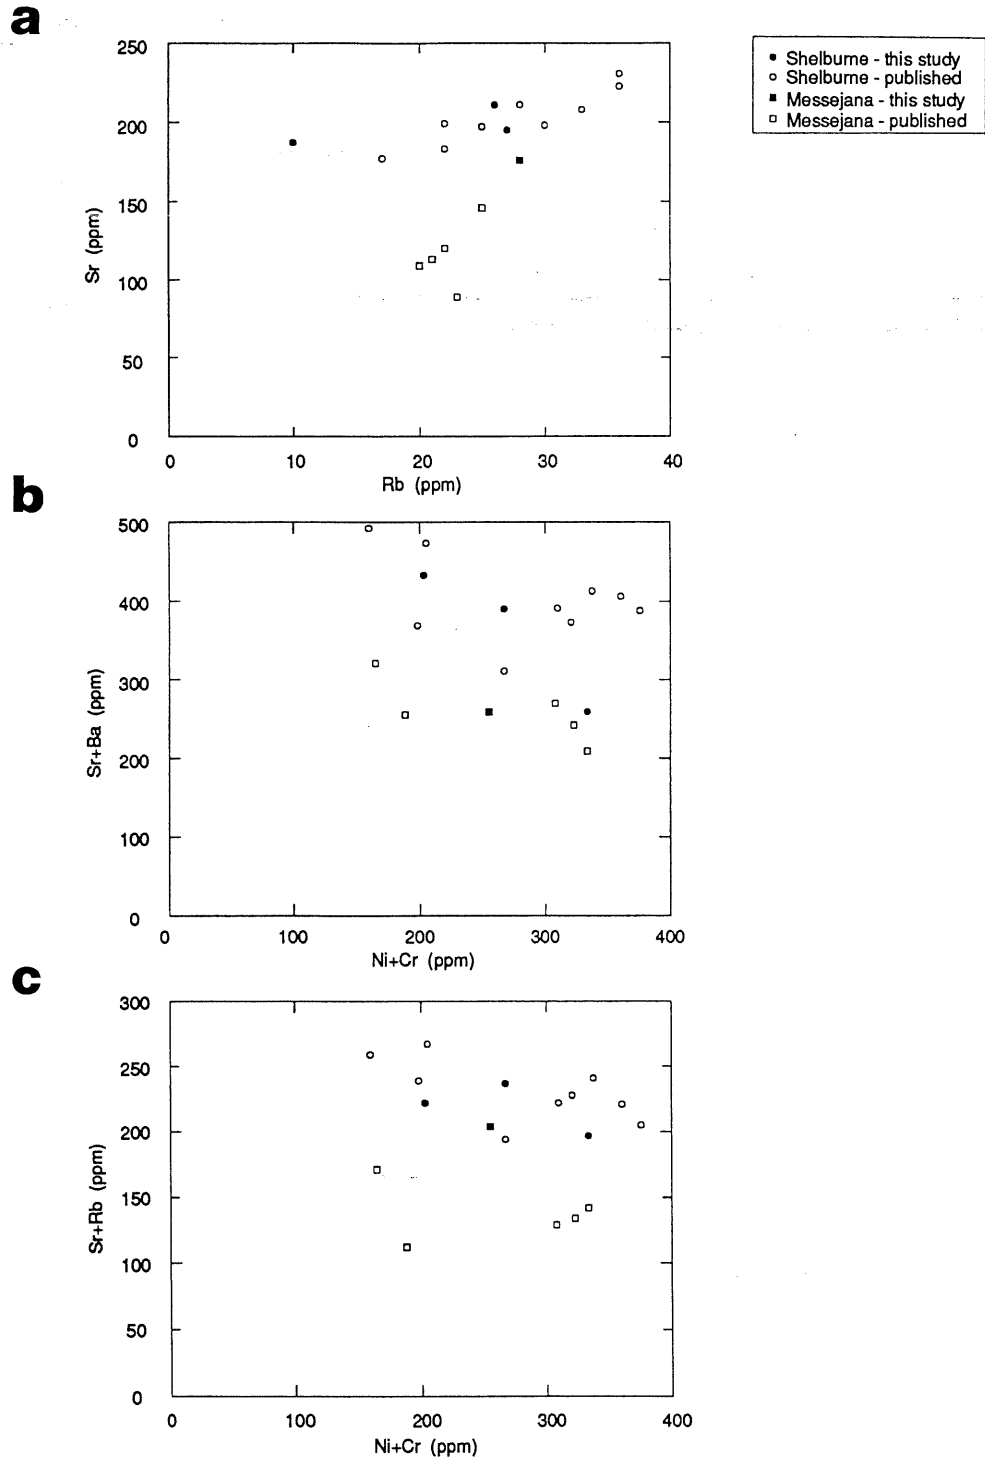 a
250
200
150
100
50
0
Sr (ppm)
0 10 20 30 40
Rb (ppm)
Shelburne - this study
Shelburne - published
Messejana - this study
Messejana - published
b
500
400
300
200
100
0
Sr+Ba (ppm)
0 100 200 300 400
Ni+Cr (ppm)
c
300
250
200
150
100
50
0
Sr+Rb (ppm)
0 100 200 300 400
Ni+Cr (ppm)